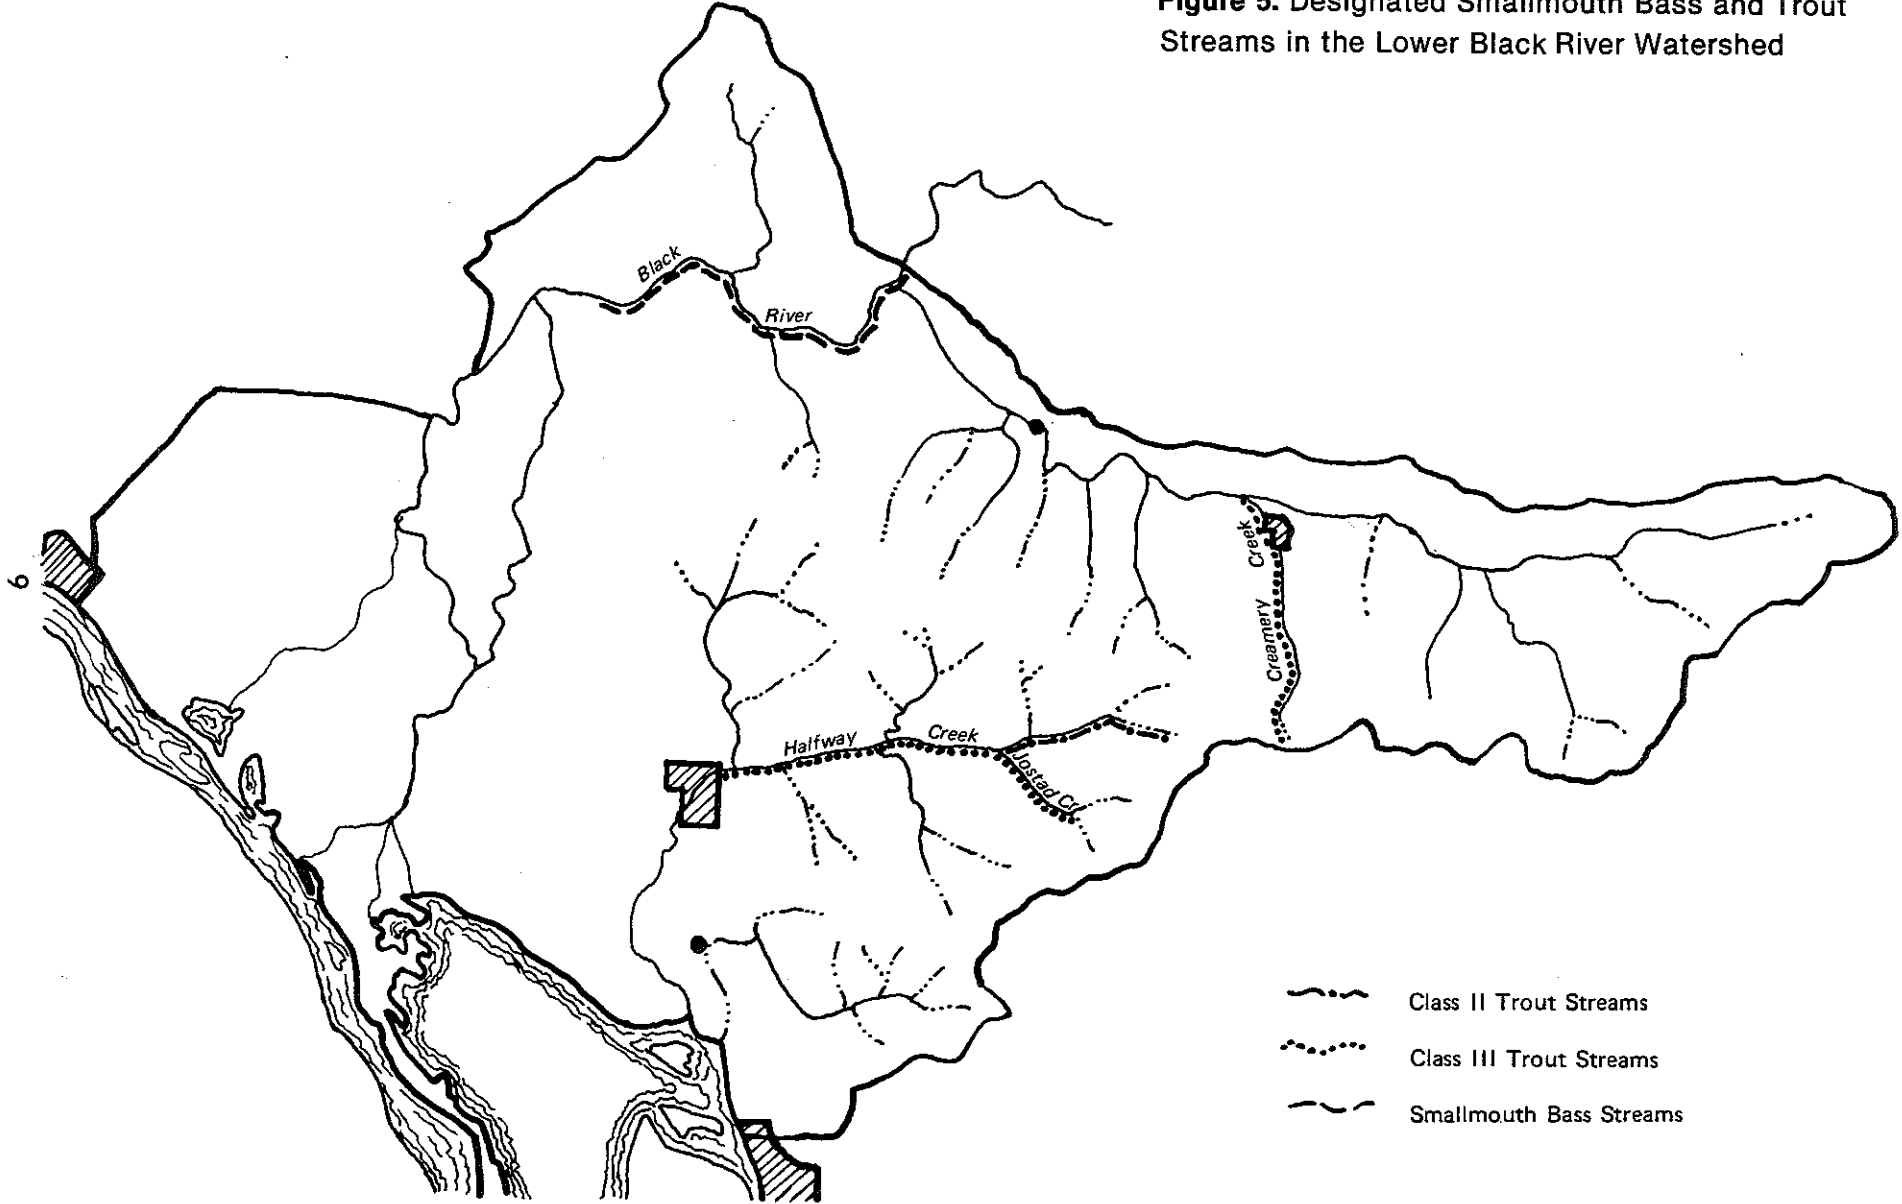 Figure 5. Designated Smallmouth Bass and Trout
Streams in the Lower Black River Watershed
Black
River
Creek
Creamery
Halfway
Creek
Jostad Cr.
6
Class II Trout Streams
Class III Trout Streams
Smallmouth Bass Streams